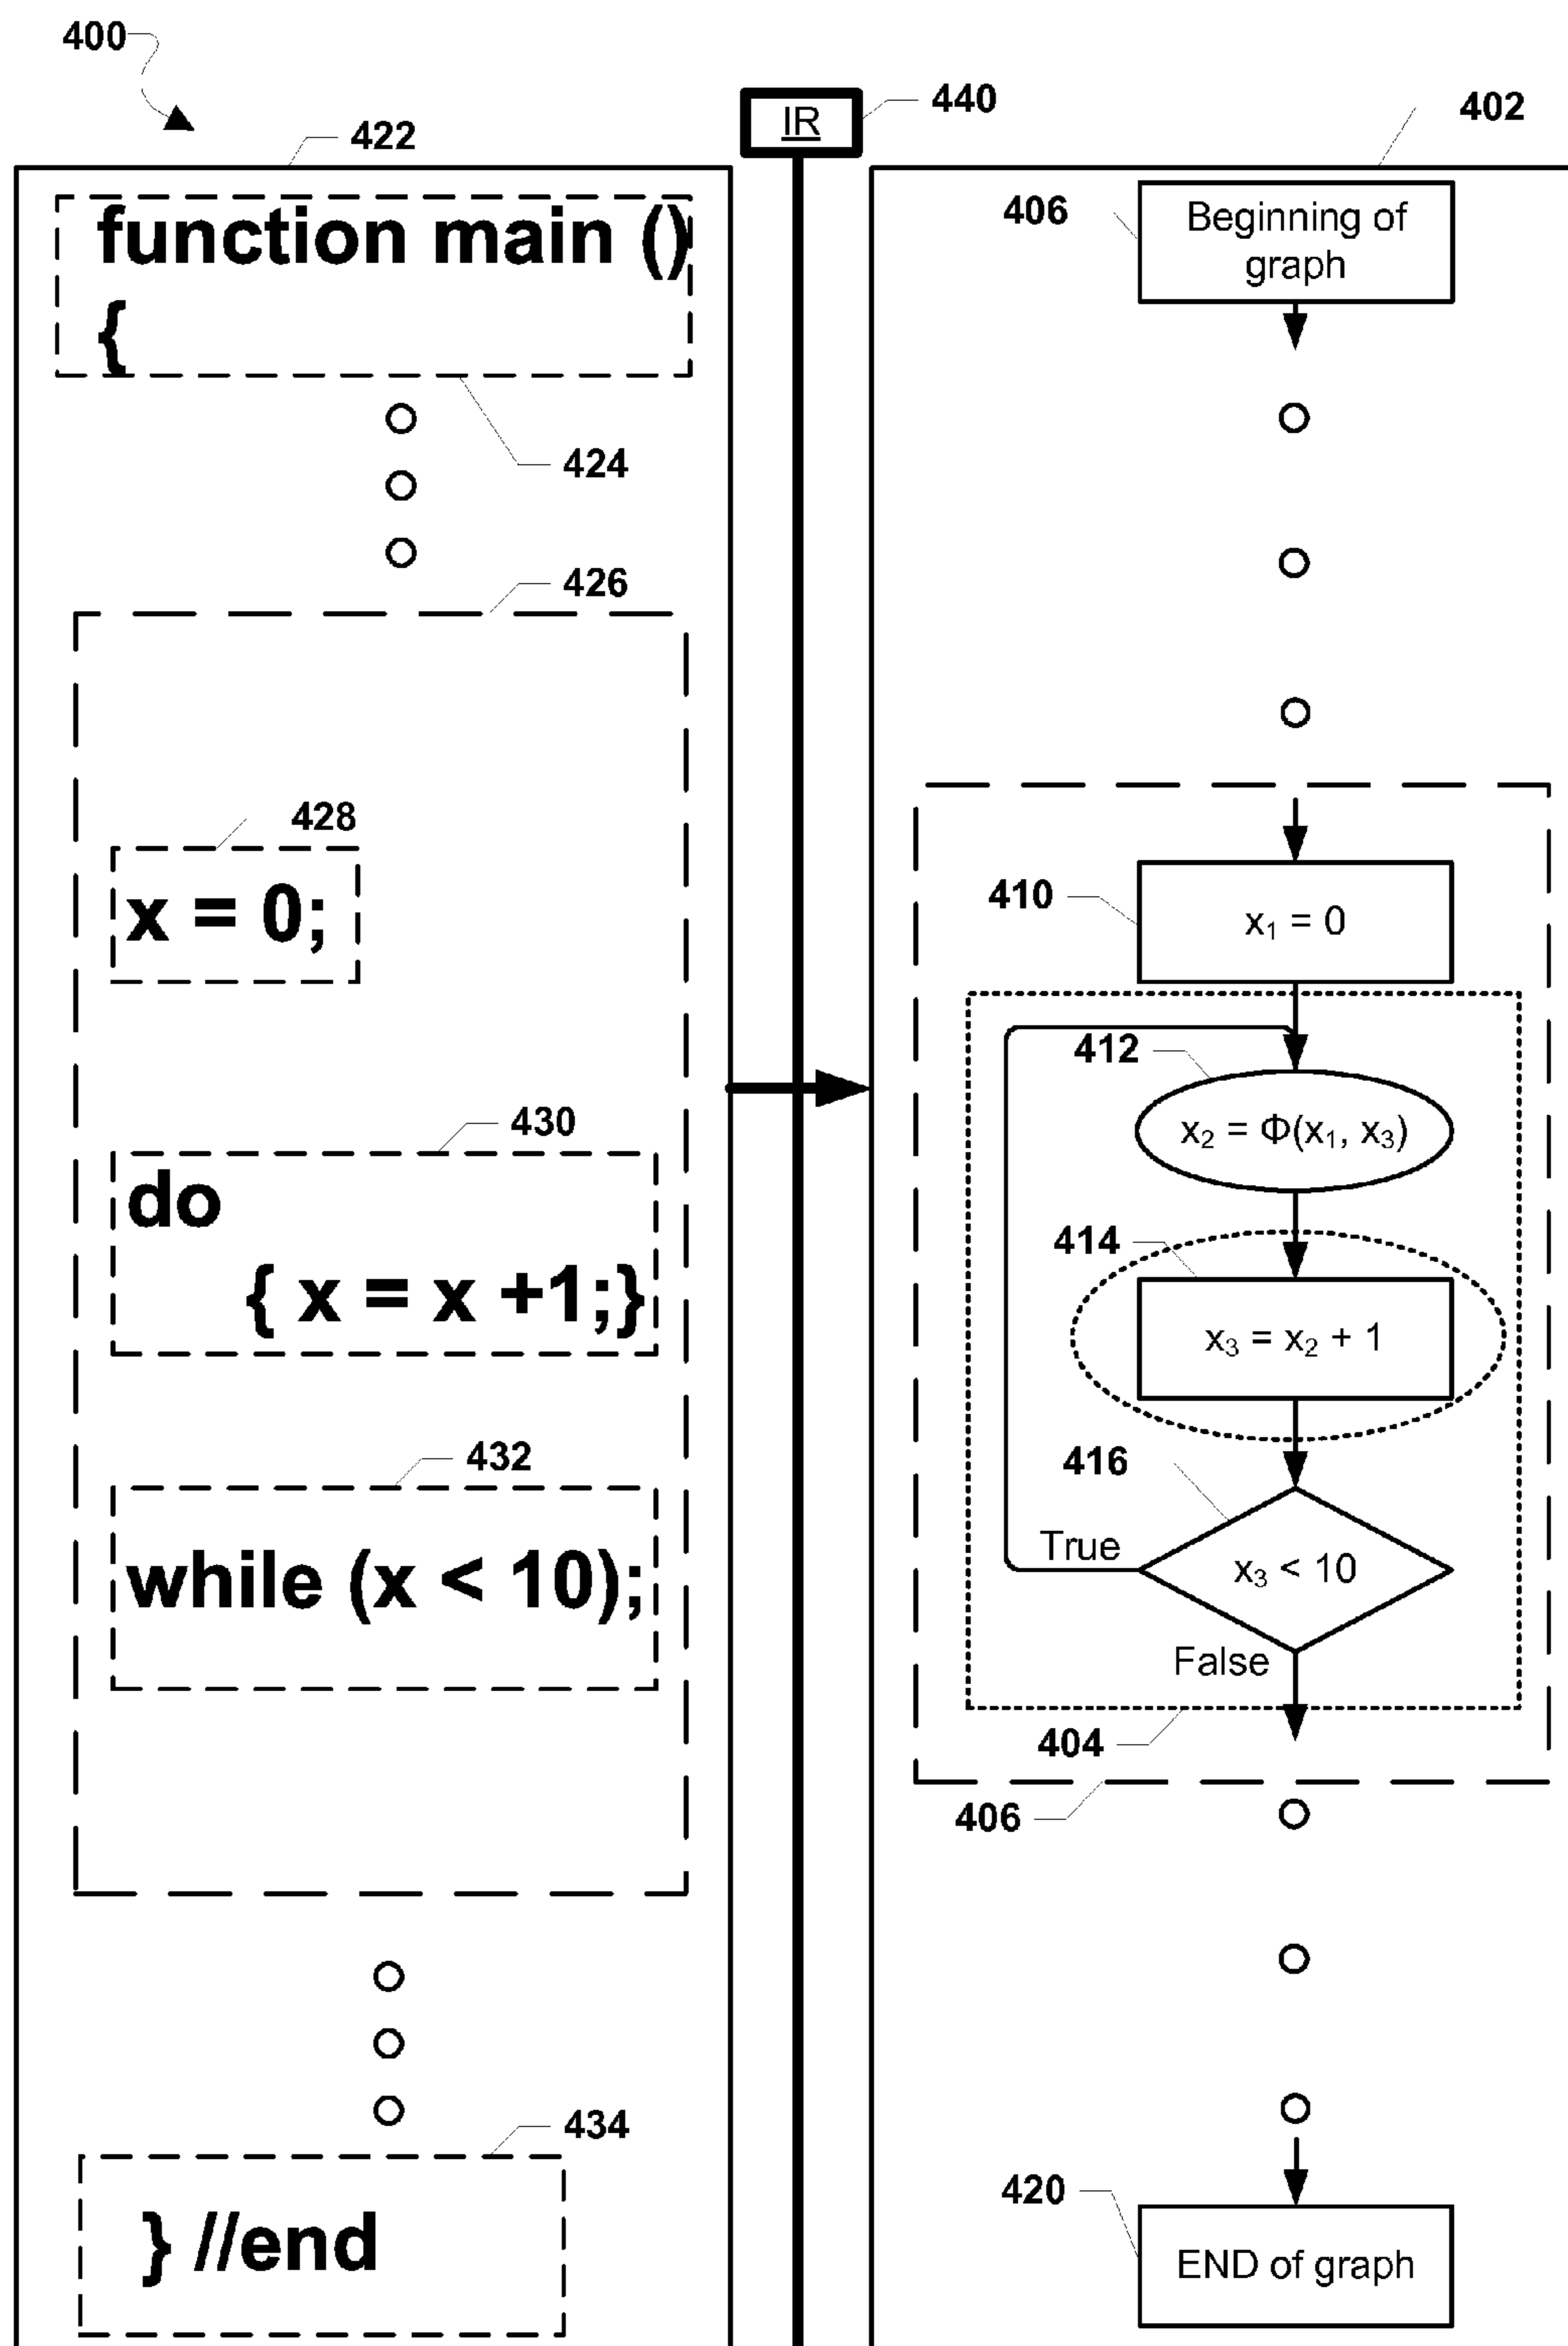 400
422
function main ()
{
424
426
428
x = 0;
430
do
{ x = x +1;}
432
while (x < 10);
434
} //end
IR
440
402
406
Beginning of
graph
410
x₁ = 0
412
x₂ = Φ(x₁, x₃)
414
x₃ = x₂ + 1
416
True
x₃ < 10
False
404
406
420
END of graph